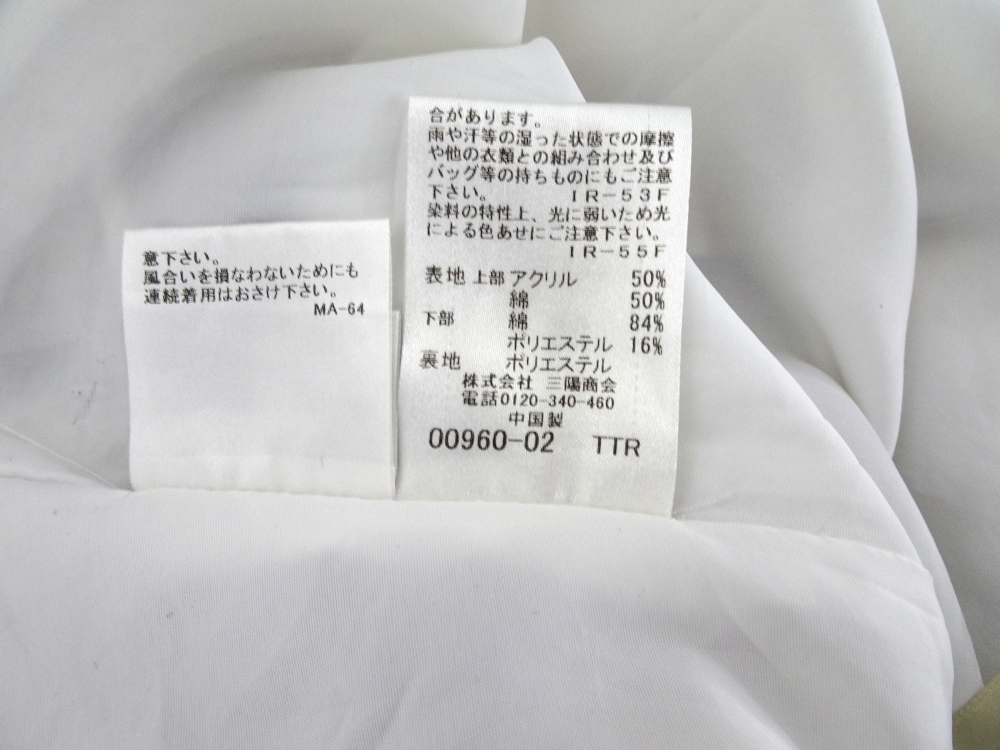 意下さい。
風合いを損なわないためにも
連続着用はおさけ下さい。
MA-64
合があります。
雨や汗等の湿った状態での摩擦
や他の衣類との組み合わせ及び
バッグ等の持ちものにもご注意
下さい。 IR-53F
染料の特性上、光に弱いため光
による色あせにご注意下さい。
IR-55F
表地 上部 アクリル 50%
綿 50%
下部 綿 84%
ポリエステル 16%
裏地 ポリエステル
株式会社 三陽商会
電話0120-340-460
中国製
00960-02 TTR